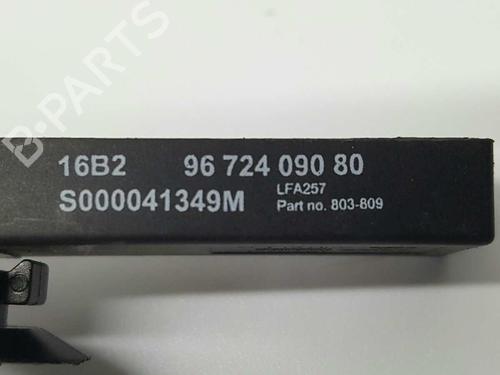 B-PARTS
16B2 96 724 090 80
S000041349M LFA257
Part no. 803-809